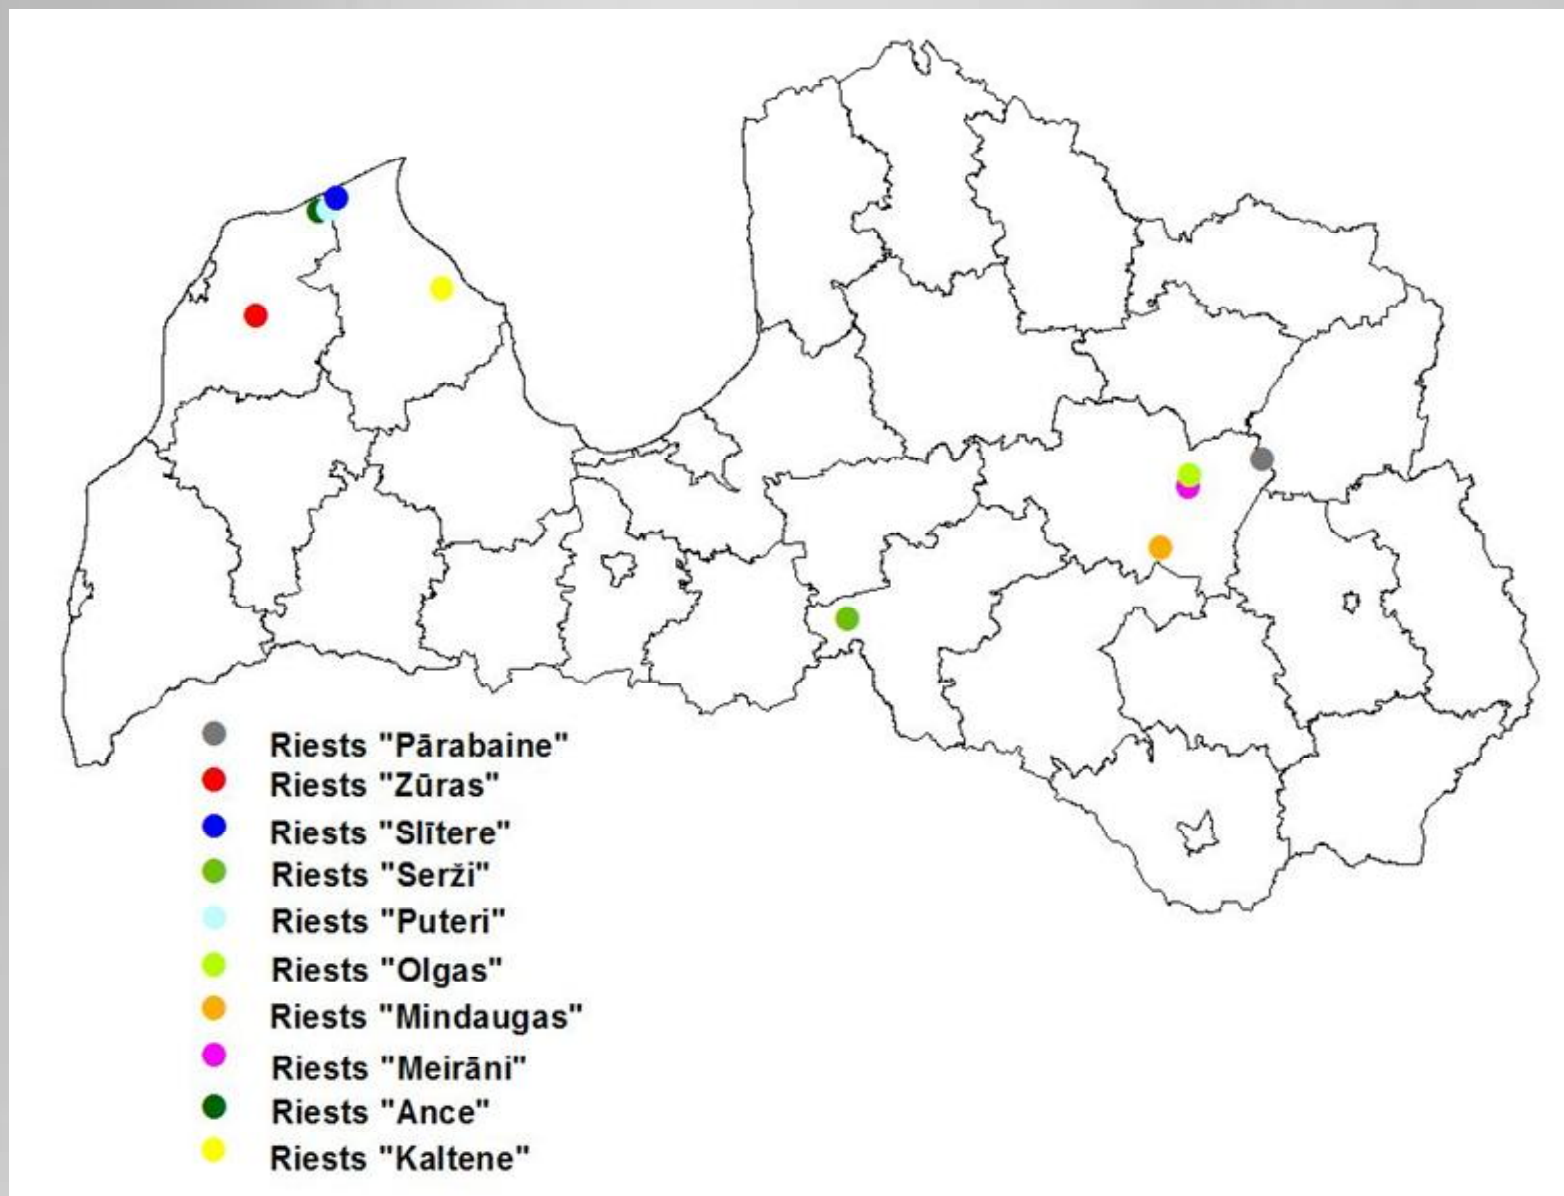 Riests "Pārabaine"
Riests "Zūras"
Riests "Slītere"
Riests "Serži"
Riests "Puteri"
Riests "Olgas"
Riests "Mindaugas"
Riests "Meirāni"
Riests "Ance"
Riests "Kaltene"